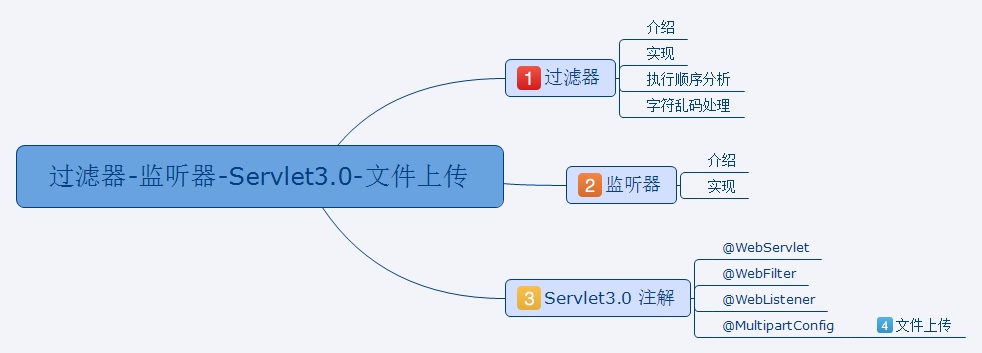 过滤器-监听器-Servlet3.0-文件上传
1 过滤器
介绍
实现
执行顺序分析
字符乱码处理
2 监听器
介绍
实现
3 Servlet3.0 注解
@WebServlet
@WebFilter
@WebListener
@MultipartConfig
4 文件上传